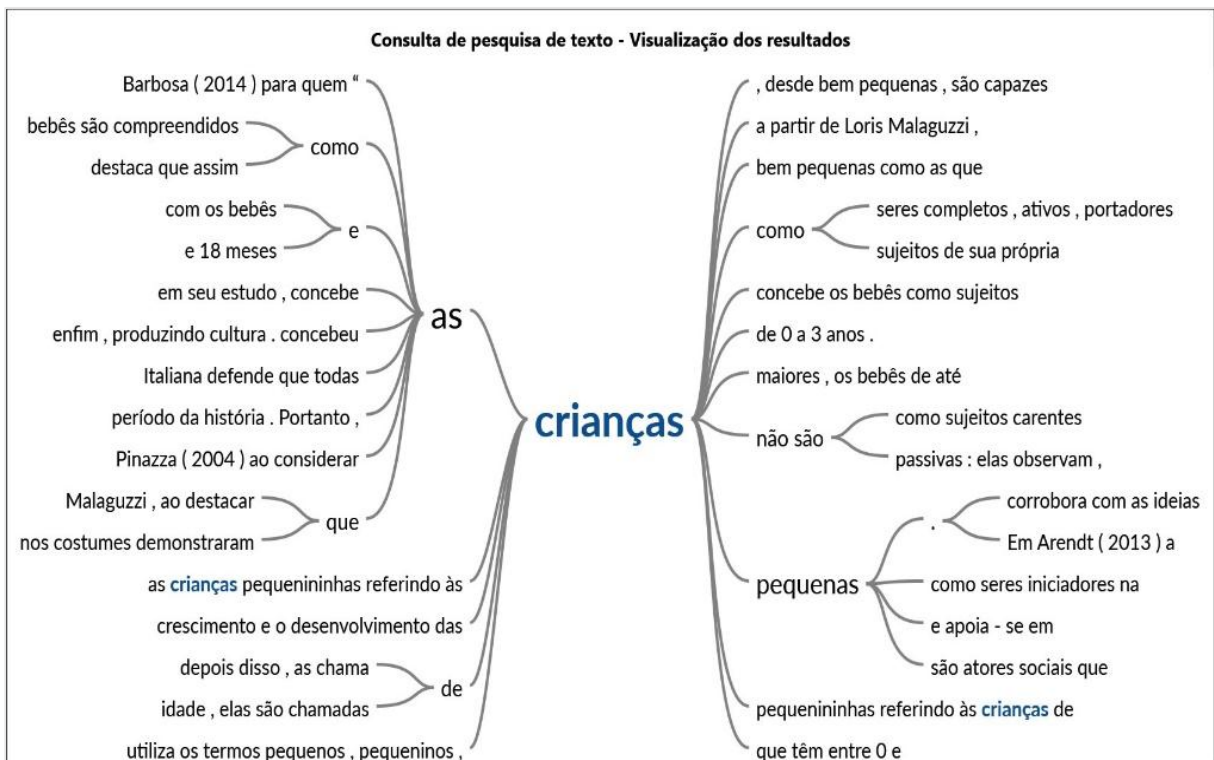 Consulta de pesquisa de texto - Visualização dos resultados
Barbosa ( 2014 ) para quem “
bebês são compreendidos
destaca que assim
como
com os bebês
e 18 meses
e
em seu estudo , concebe
enfim , produzindo cultura . concebeu
Italiana defende que todas
período da história . Portanto ,
Pinazza ( 2004 ) ao considerar
Malaguzzi , ao destacar
nos costumes demonstraram
que
as
as crianças pequenininhas referindo às
crescimento e o desenvolvimento das
depois disso , as chama
idade , elas são chamadas
de
utiliza os termos pequenos , pequeninos ,
crianças
, desde bem pequenas , são capazes
a partir de Loris Malaguzzi ,
bem pequenas como as que
como
seres completos , ativos , portadores
sujeitos de sua própria
concebe os bebês como sujeitos
de 0 a 3 anos .
maiores , os bebês de até
não são
como sujeitos carentes
passivas : elas observam ,
pequenas
.
corrobora com as ideias
Em Arendt ( 2013 ) a
como seres iniciadores na
e apoia - se em
são atores sociais que
pequenininhas referindo às crianças de
que têm entre 0 e